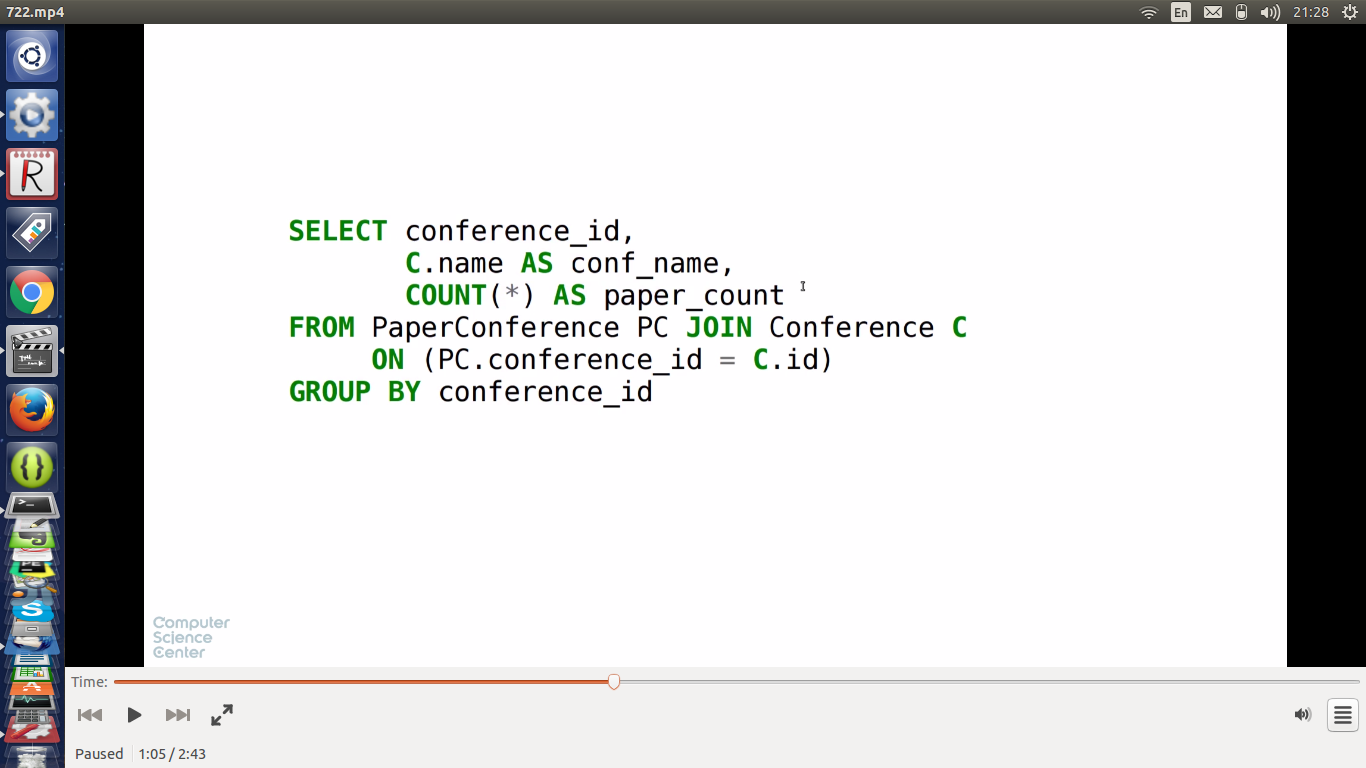 722.mp4
En
21:28
SELECT conference_id,
C.name AS conf_name,
COUNT(*) AS paper_count
FROM PaperConference PC JOIN Conference C
ON (PC.conference_id = C.id)
GROUP BY conference_id
Computer
Science
Center
Time:
Paused
1:05 / 2:43